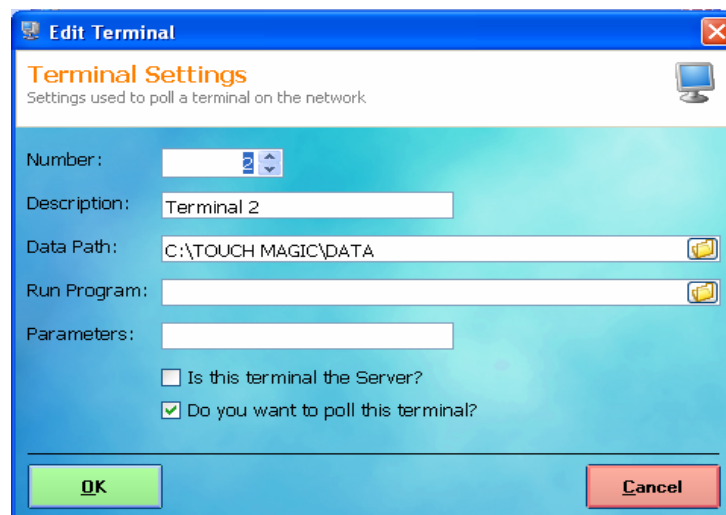 Edit Terminal
Terminal Settings
Settings used to poll a terminal on the network
Number: 2
Description: Terminal 2
Data Path: C:\TOUCH MAGIC\DATA
Run Program:
Parameters:
Is this terminal the Server?
Do you want to poll this terminal?
OK Cancel